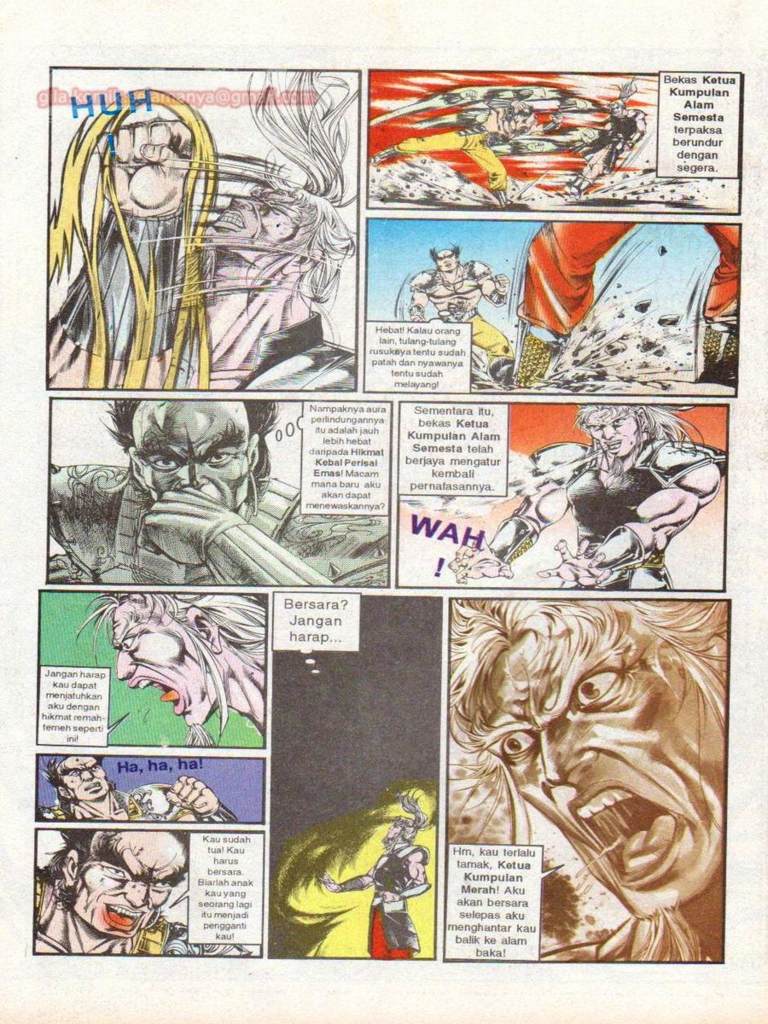 HUH
!
Bekas Ketua
Kumpulan
Alam
Semesta
terpaksa
berundur
dengan
segera.
Hebat! Kalau orang
lain, tulang-tulang
rusuknya tentu sudah
patah dan nyawanya
tentu sudah
melayang!
Nampaknya aura
perlindungannya
itu adalah jauh
lebih hebat
daripada Hikmat
Kebal Perisai
Emas! Macam
mana baru aku
akan dapat
menewaskannya?
Sementara itu,
bekas Ketua
Kumpulan Alam
Semesta telah
berjaya mengatur
kembali
pernafasannya.
WAH
!
Jangan harap
kau dapat
menjatuhkan
aku dengan
hikmat remah-
temeh seperti
ini!
Ha, ha, ha!
Kau sudah
tua! Kau
harus
bersara.
Biarlah anak
kau yang
seorang lagi
itu menjadi
pengganti
kau!
Bersara?
Jangan
harap...
Hm, kau terlalu
tamak, Ketua
Kumpulan
Merah! Aku
akan bersara
selepas aku
menghantar kau
balik ke alam
baka!